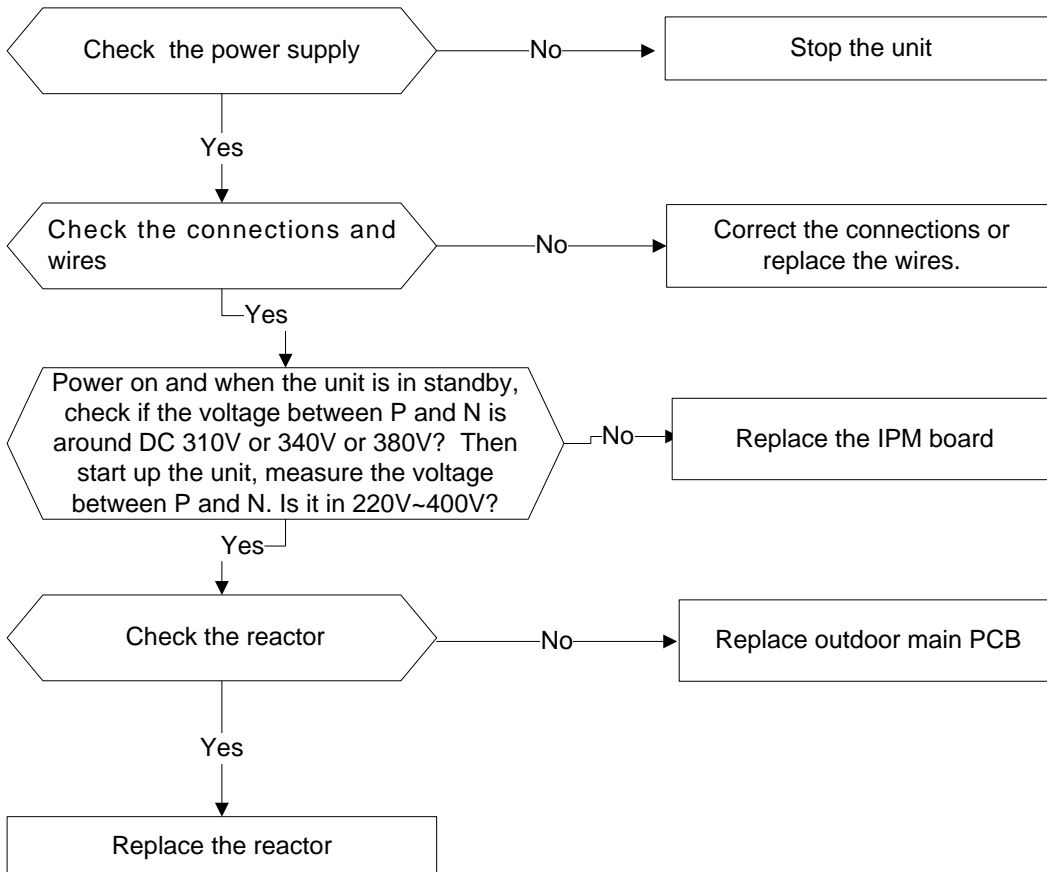 Check the power supply
No
Stop the unit
Yes
Check the connections and
wires
No
Correct the connections or
replace the wires.
Yes
Power on and when the unit is in standby,
check if the voltage between P and N is
around DC 310V or 340V or 380V? Then
start up the unit, measure the voltage
between P and N. Is it in 220V~400V?
No
Replace the IPM board
Yes
Check the reactor
No
Replace outdoor main PCB
Yes
Replace the reactor